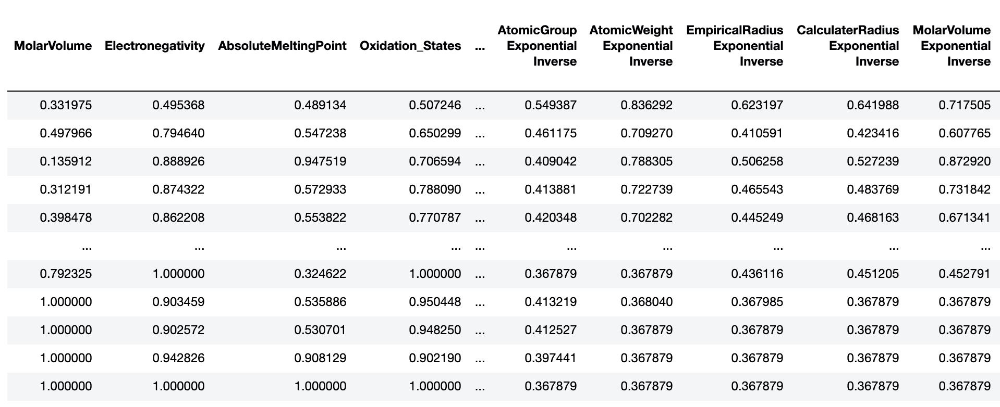 AtomicGroup AtomicWeight EmpiricalRadius CalculaterRadius MolarVolume
MolarVolume Electronegativity AbsoluteMeltingPoint Oxidation_States ... Exponential Exponential Exponential Exponential Exponential
Inverse Inverse Inverse Inverse Inverse
0.331975 0.495368 0.489134 0.507246 ... 0.549387 0.836292 0.623197 0.641988 0.717505
0.497966 0.794640 0.547238 0.650299 ... 0.461175 0.709270 0.410591 0.423416 0.607765
0.135912 0.888926 0.947519 0.706594 ... 0.409042 0.788305 0.506258 0.527239 0.872920
0.312191 0.874322 0.572933 0.788090 ... 0.413881 0.722739 0.465543 0.483769 0.731842
0.398478 0.862208 0.553822 0.770787 ... 0.420348 0.702282 0.445249 0.468163 0.671341
... ... ... ... ... ... ... ... ... ...
0.792325 1.000000 0.324622 1.000000 ... 0.367879 0.367879 0.436116 0.451205 0.452791
1.000000 0.903459 0.535886 0.950448 ... 0.413219 0.368040 0.367985 0.367879 0.367879
1.000000 0.902572 0.530701 0.948250 ... 0.412527 0.367879 0.367879 0.367879 0.367879
1.000000 0.942826 0.908129 0.902190 ... 0.397441 0.367879 0.367879 0.367879 0.367879
1.000000 1.000000 1.000000 1.000000 ... 0.367879 0.367879 0.367879 0.367879 0.367879